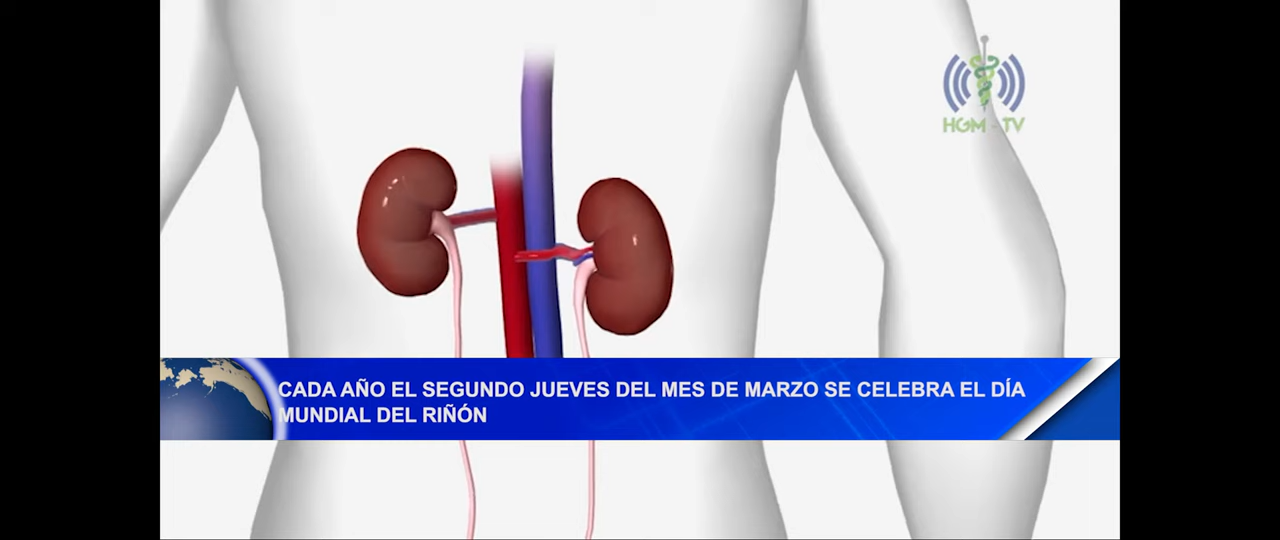 HGM - TV
CADA AÑO EL SEGUNDO JUEVES DEL MES DE MARZO SE CELEBRA EL DÍA
MUNDIAL DEL RIÑÓN